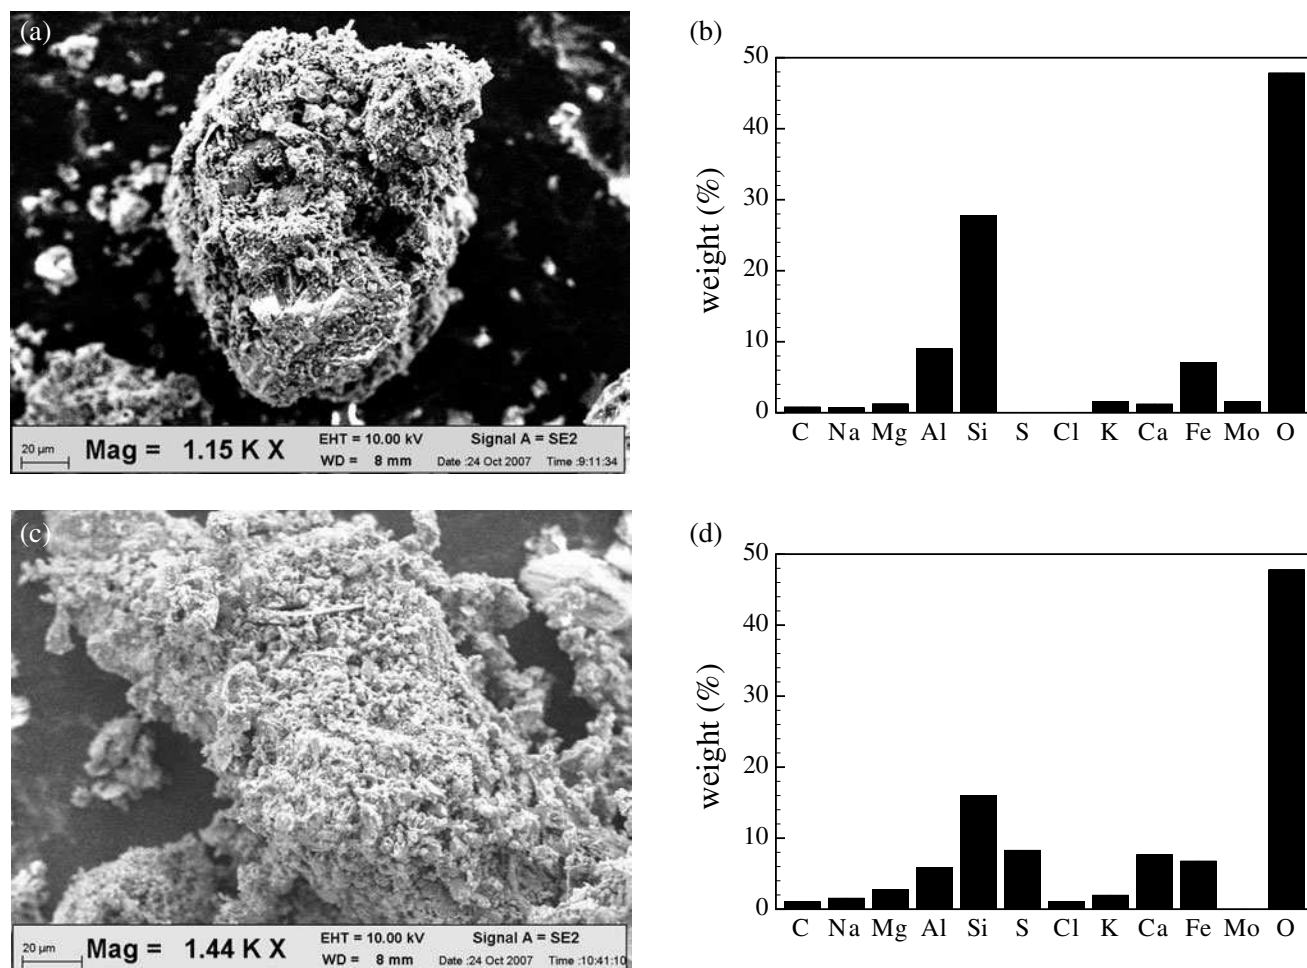 (a)
20 µm
Mag = 1.15 K X
EHT = 10.00 kV
WD = 8 mm
Signal A = SE2
Date :24 Oct 2007 Time :9:11:34
(b)
50
40
30
20
10
0
weight (%)
C Na Mg Al Si S Cl K Ca Fe Mo O
(c)
20 µm
Mag = 1.44 K X
EHT = 10.00 kV
WD = 8 mm
Signal A = SE2
Date :24 Oct 2007 Time :10:41:10
(d)
50
40
30
20
10
0
weight (%)
C Na Mg Al Si S Cl K Ca Fe Mo O